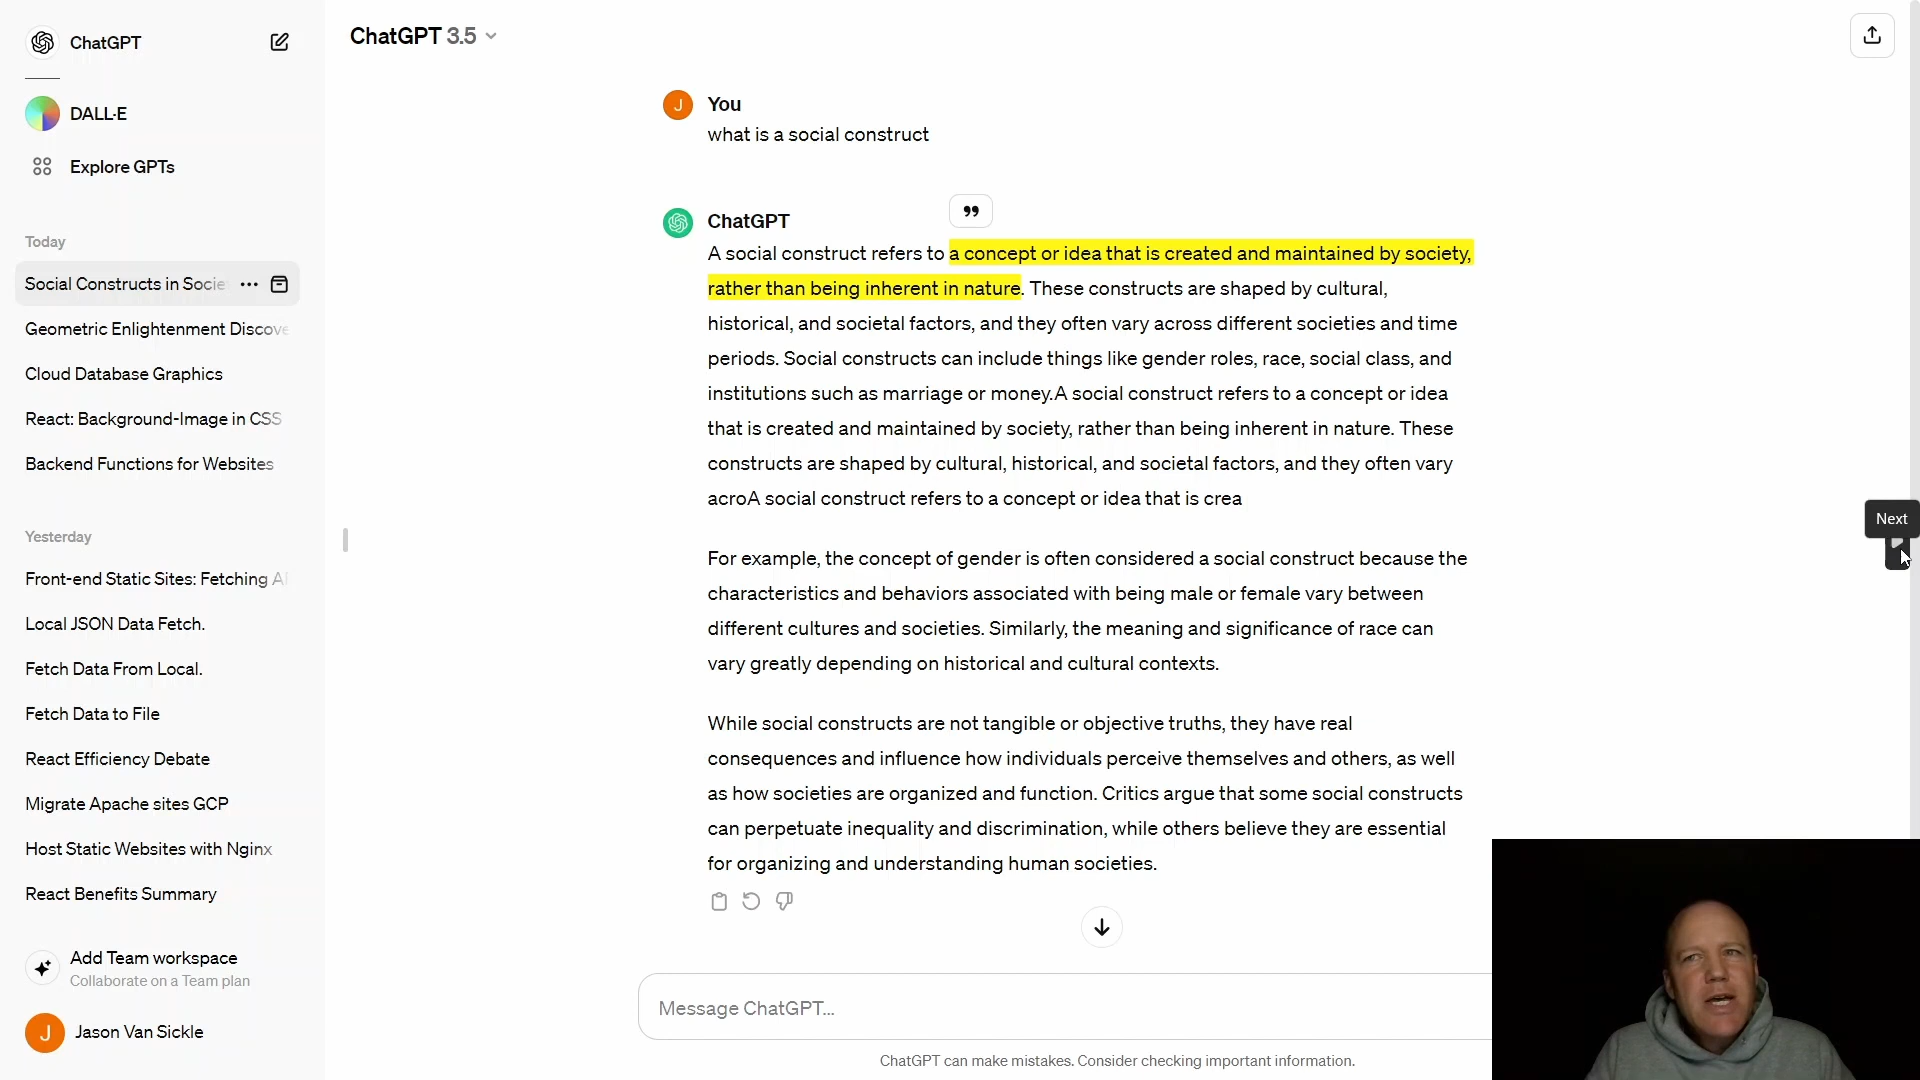 ChatGPT
DALL·E
Explore GPTs
Today
Social Constructs in Socie
Geometric Enlightenment Discove
Cloud Database Graphics
React: Background-Image in CSS
Backend Functions for Websites
Yesterday
Front-end Static Sites: Fetching A
Local JSON Data Fetch.
Fetch Data From Local.
Fetch Data to File
React Efficiency Debate
Migrate Apache sites GCP
Host Static Websites with Nginx
React Benefits Summary
Add Team workspace
Collaborate on a Team plan
J
Jason Van Sickle
ChatGPT 3.5
J
You
what is a social construct
ChatGPT
A social construct refers to a concept or idea that is created and maintained by society,
rather than being inherent in nature. These constructs are shaped by cultural,
historical, and societal factors, and they often vary across different societies and time
periods. Social constructs can include things like gender roles, race, social class, and
institutions such as marriage or money.A social construct refers to a concept or idea
that is created and maintained by society, rather than being inherent in nature. These
constructs are shaped by cultural, historical, and societal factors, and they often vary
acroA social construct refers to a concept or idea that is crea
For example, the concept of gender is often considered a social construct because the
characteristics and behaviors associated with being male or female vary between
different cultures and societies. Similarly, the meaning and significance of race can
vary greatly depending on historical and cultural contexts.
While social constructs are not tangible or objective truths, they have real
consequences and influence how individuals perceive themselves and others, as well
as how societies are organized and function. Critics argue that some social constructs
can perpetuate inequality and discrimination, while others believe they are essential
for organizing and understanding human societies.
Message ChatGPT...
ChatGPT can make mistakes. Consider checking important information.
Next